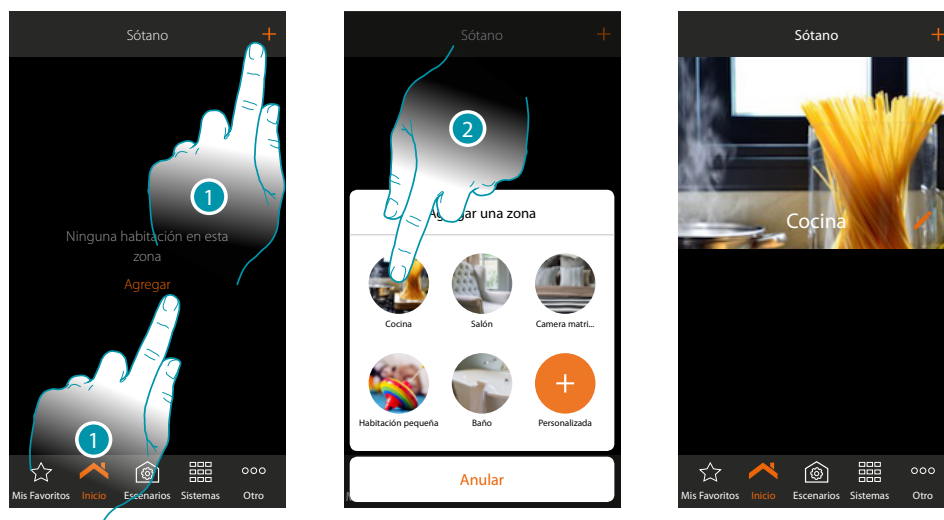 Sótano
1
Ninguna habitación en esta
zona
Agregar
1
Mis Favoritos
Inicio
Escenarios
Sistemas
Otro
Sótano
2
Agregar una zona
Cocina
Salón
Camera matri...
Habitación pequeña
Baño
Personalizada
Anular
Sótano
Cocina
Mis Favoritos
Inicio
Escenarios
Sistemas
Otro